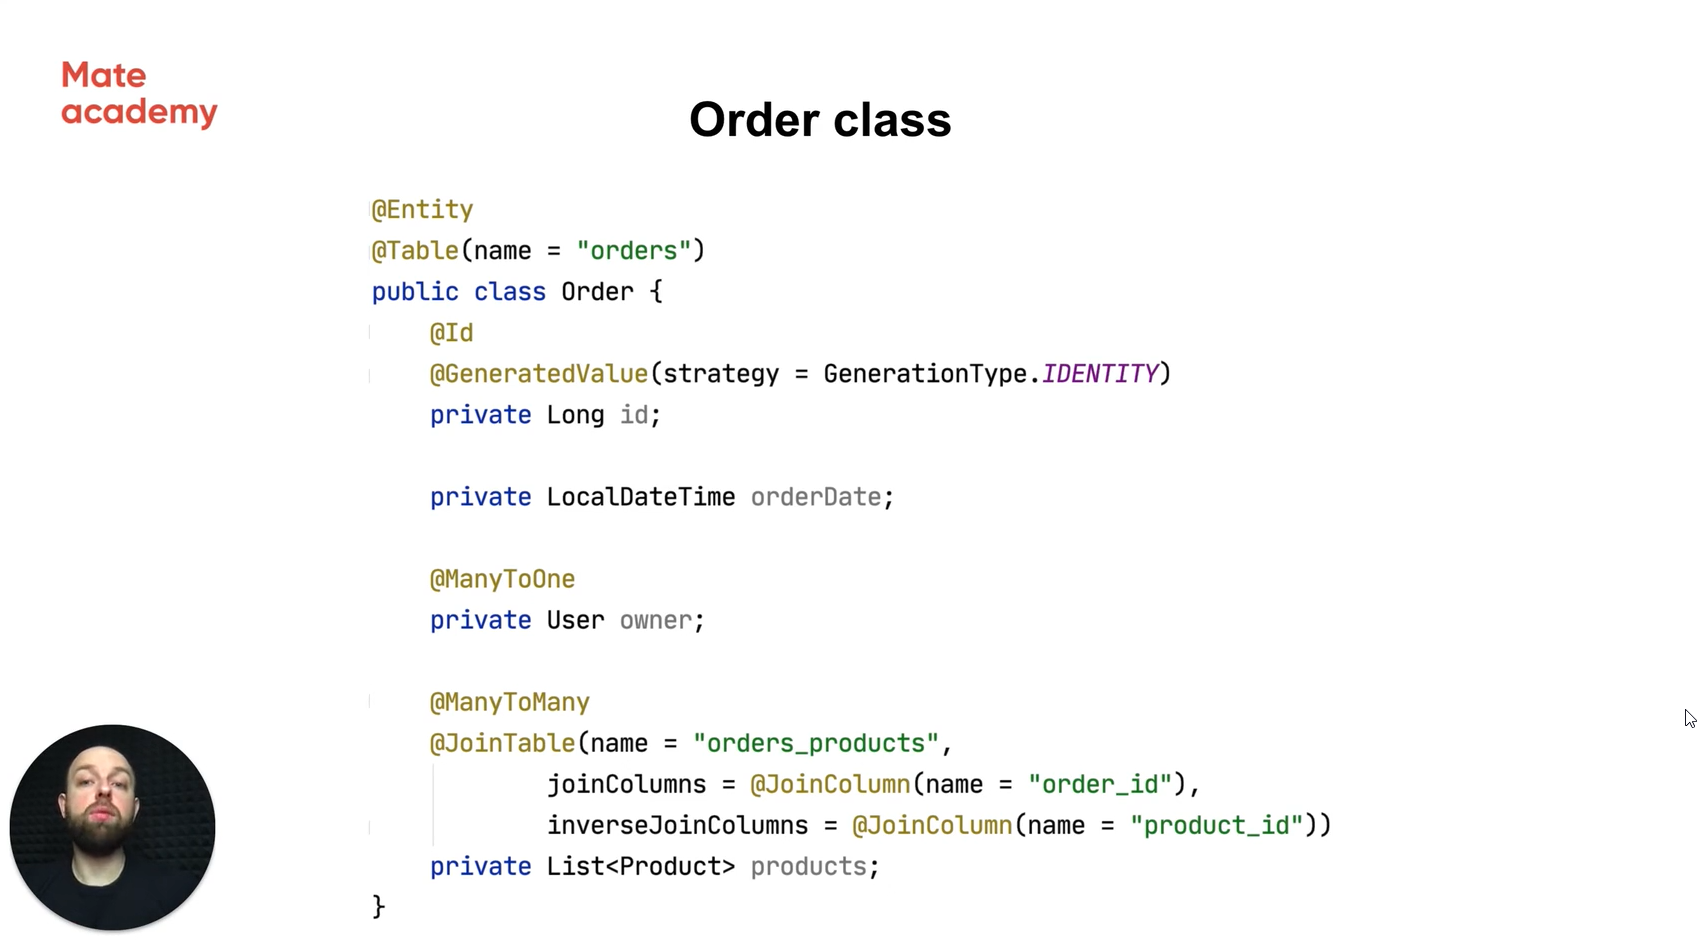 Mate
academy
Order class
@Entity
@Table(name = "orders")
public class Order {
@Id
@GeneratedValue(strategy = GenerationType.IDENTITY)
private Long id;
private LocalDateTime orderDate;
@ManyToOne
private User owner;
@ManyToMany
@JoinTable(name = "orders_products",
joinColumns = @JoinColumn(name = "order_id"),
inverseJoinColumns = @JoinColumn(name = "product_id"))
private List<Product> products;
}